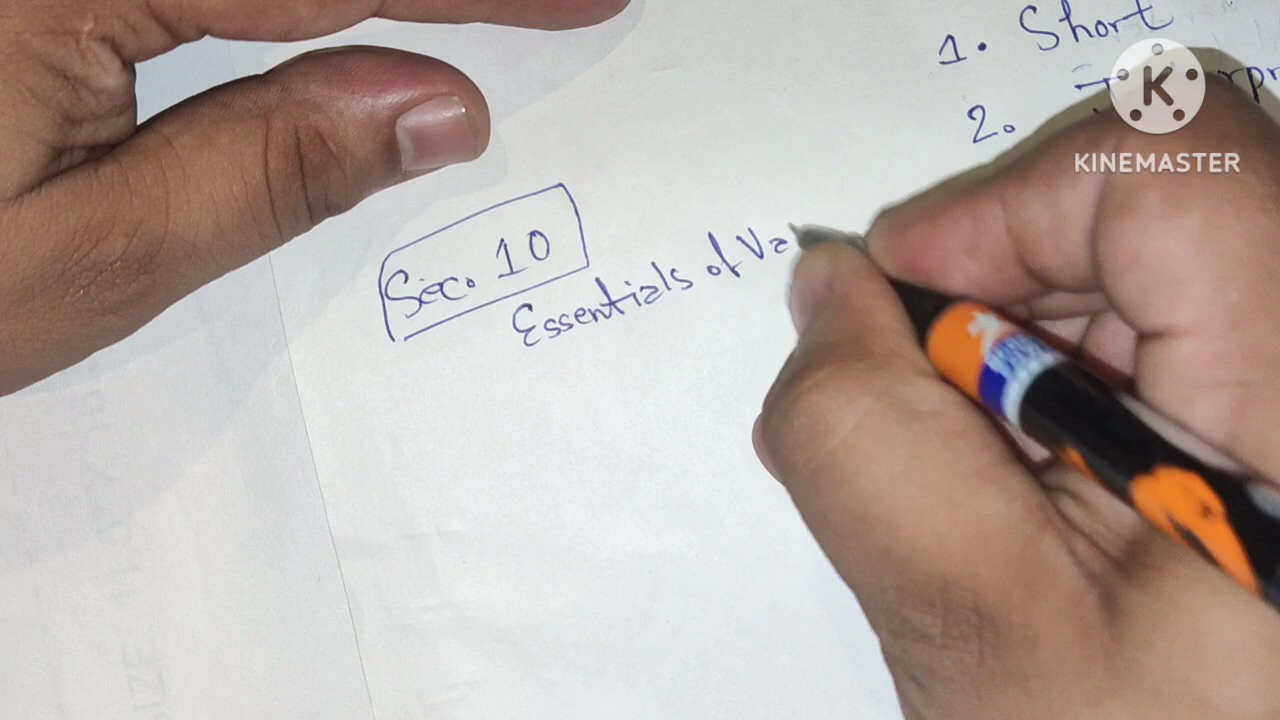 1. Short
2.
Sec. 10
Essentials of Va
K
KINEMASTER